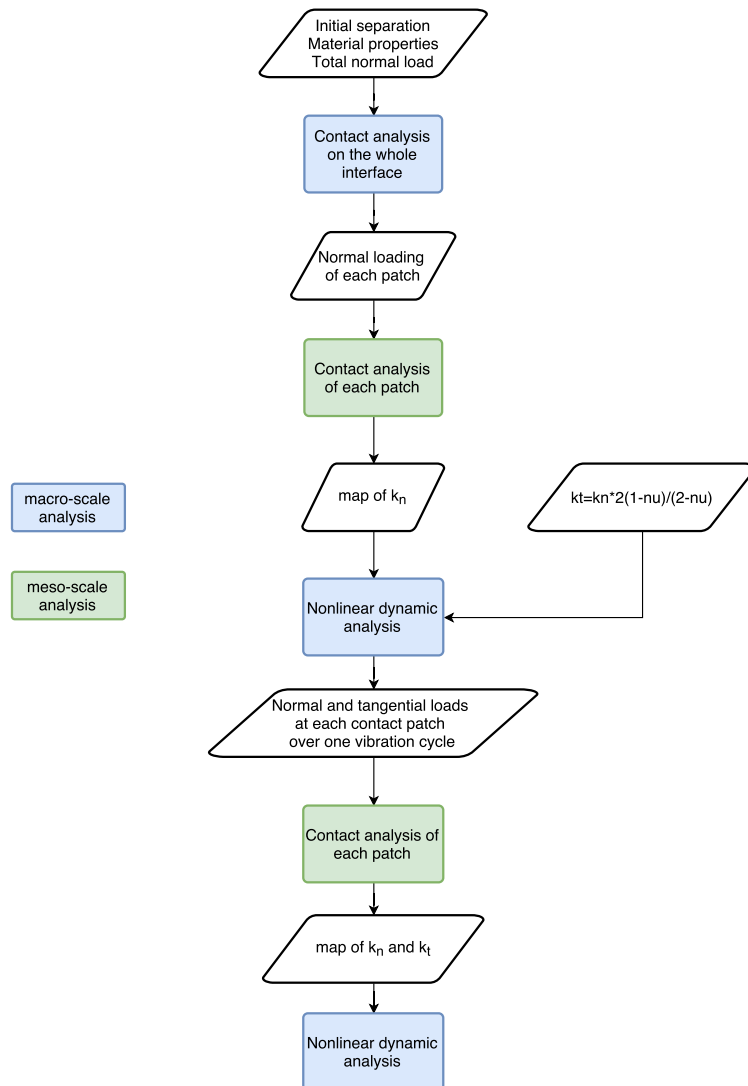 Initial separation
Material properties
Total normal load
Contact analysis
on the whole
interface
Normal loading
of each patch
Contact analysis
of each patch
macro-scale
analysis
map of kn
kt=kn*2(1-nu)/(2-nu)
meso-scale
analysis
Nonlinear dynamic
analysis
Normal and tangential loads
at each contact patch
over one vibration cycle
Contact analysis of
each patch
map of kn and kt
Nonlinear dynamic
analysis